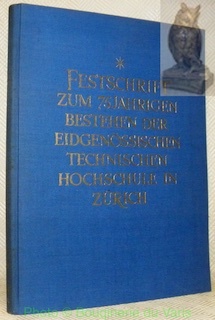 FESTSCHRIFT
ZUM 75JÄHRIGEN
BESTEHEN DER
EIDGENÖSSISCHEN
TECHNISCHEN
HOCHSCHULE IN
ZÜRICH